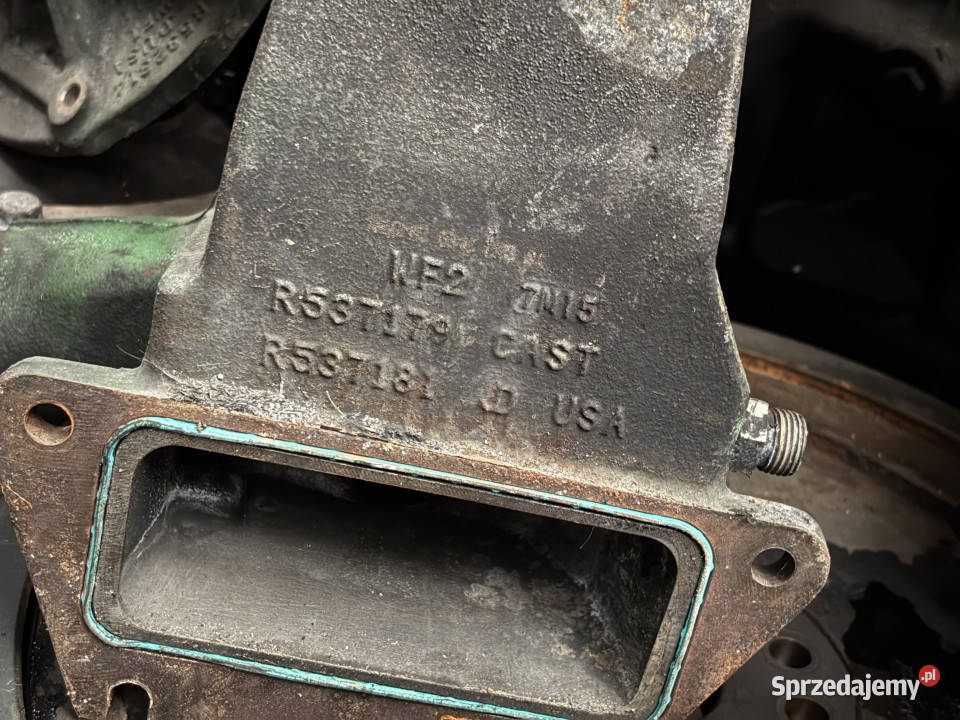 WF2 7M15
R537179 CAST
R537181 JD USA
Sprzedajemy.pl